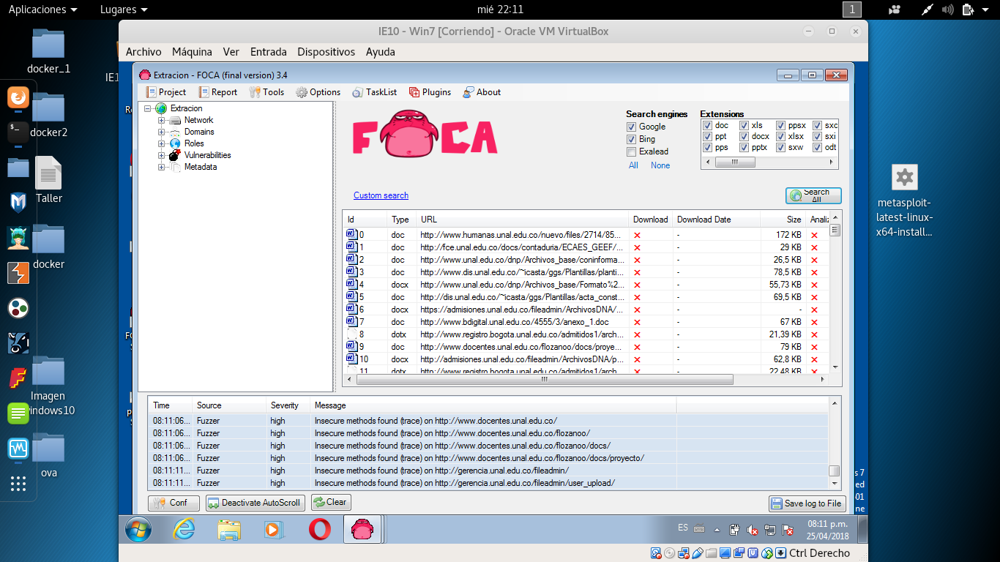 Aplicaciones Lugares mié 22:11 1
IE10 - Win7 [Corriendo] - Oracle VM VirtualBox
Archivo Máquina Ver Entrada Dispositivos Ayuda
docker_1
IE1
docker2
Taller
docker
Imagen
indows10
ova
metasploit-
latest-linux-
x64-install...
Extracion - FOCA (final version) 3.4
Project Report Tools Options TaskList Plugins About
Extracion
Network
Domains
Roles
Vulnerabilities
Metadata
FOCA
Search engines
Google
Bing
Exalead
All None
Extensions
doc xls ppsx sxc
ppt docx xlsx sxi
pps pptx sxw odt
Custom search
Search All
Id Type URL Download Download Date Size Analiz
0 doc http://www.humanas.unal.edu.co/nuevo/files/2714/85... - 172 KB
1 doc http://fce.unal.edu.co/docs/contaduria/ECAES_GEEF/... - 29 KB
2 doc http://www.unal.edu.co/dnp/Archivos_base/coninforma... - 26,5 KB
3 doc http://www.dis.unal.edu.co/~icasta/ggs/Plantillas/planti... - 78,5 KB
4 docx http://www.unal.edu.co/dnp/Archivos_base/Formato%2... - 55,73 KB
5 doc http://dis.unal.edu.co/~icasta/ggs/Plantillas/acta_const... - 69,5 KB
6 docx https://admisiones.unal.edu.co/fileadmin/ArchivosDNA/... - -
7 doc http://www.bdigital.unal.edu.co/4555/3/anexo_1.doc - 67 KB
8 dotx http://www.registro.bogota.unal.edu.co/admitidos1/arch... - 21,39 KB
9 doc http://www.docentes.unal.edu.co/flozanoo/docs/proye... - 79 KB
10 docx http://admisiones.unal.edu.co/fileadmin/ArchivosDNA/p... - 62,8 KB
11 dotx http://www.registro.bogota.unal.edu.co/admitidos1/arch... - 22,48 KB
Time Source Severity Message
08:11:06... Fuzzer high Insecure methods found (trace) on http://www.docentes.unal.edu.co/
08:11:06... Fuzzer high Insecure methods found (trace) on http://www.docentes.unal.edu.co/flozanoo/
08:11:06... Fuzzer high Insecure methods found (trace) on http://www.docentes.unal.edu.co/flozanoo/docs/
08:11:06... Fuzzer high Insecure methods found (trace) on http://www.docentes.unal.edu.co/flozanoo/docs/proyecto/
08:11:11... Fuzzer high Insecure methods found (trace) on http://gerencia.unal.edu.co/fileadmin/
08:11:11... Fuzzer high Insecure methods found (trace) on http://gerencia.unal.edu.co/fileadmin/user_upload/
Conf Deactivate AutoScroll Clear Save log to File
s 7
ed
01
ne
ES 08:11 p.m.
25/04/2018
Ctrl Derecho